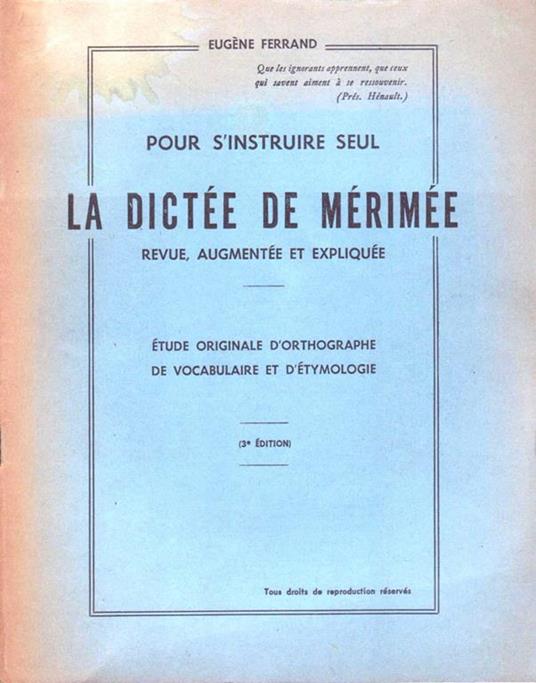 EUGÈNE FERRAND
Que les ignorants apprennent, que ceux
qui savent aiment à se ressouvenir.
(Prés. Hénault.)
POUR S'INSTRUIRE SEUL
LA DICTÉE DE MÉRIMÉE
REVUE, AUGMENTÉE ET EXPLIQUÉE
ÉTUDE ORIGINALE D'ORTHOGRAPHE
DE VOCABULAIRE ET D'ÉTYMOLOGIE
(3e ÉDITION)
Tous droits de reproduction réservés